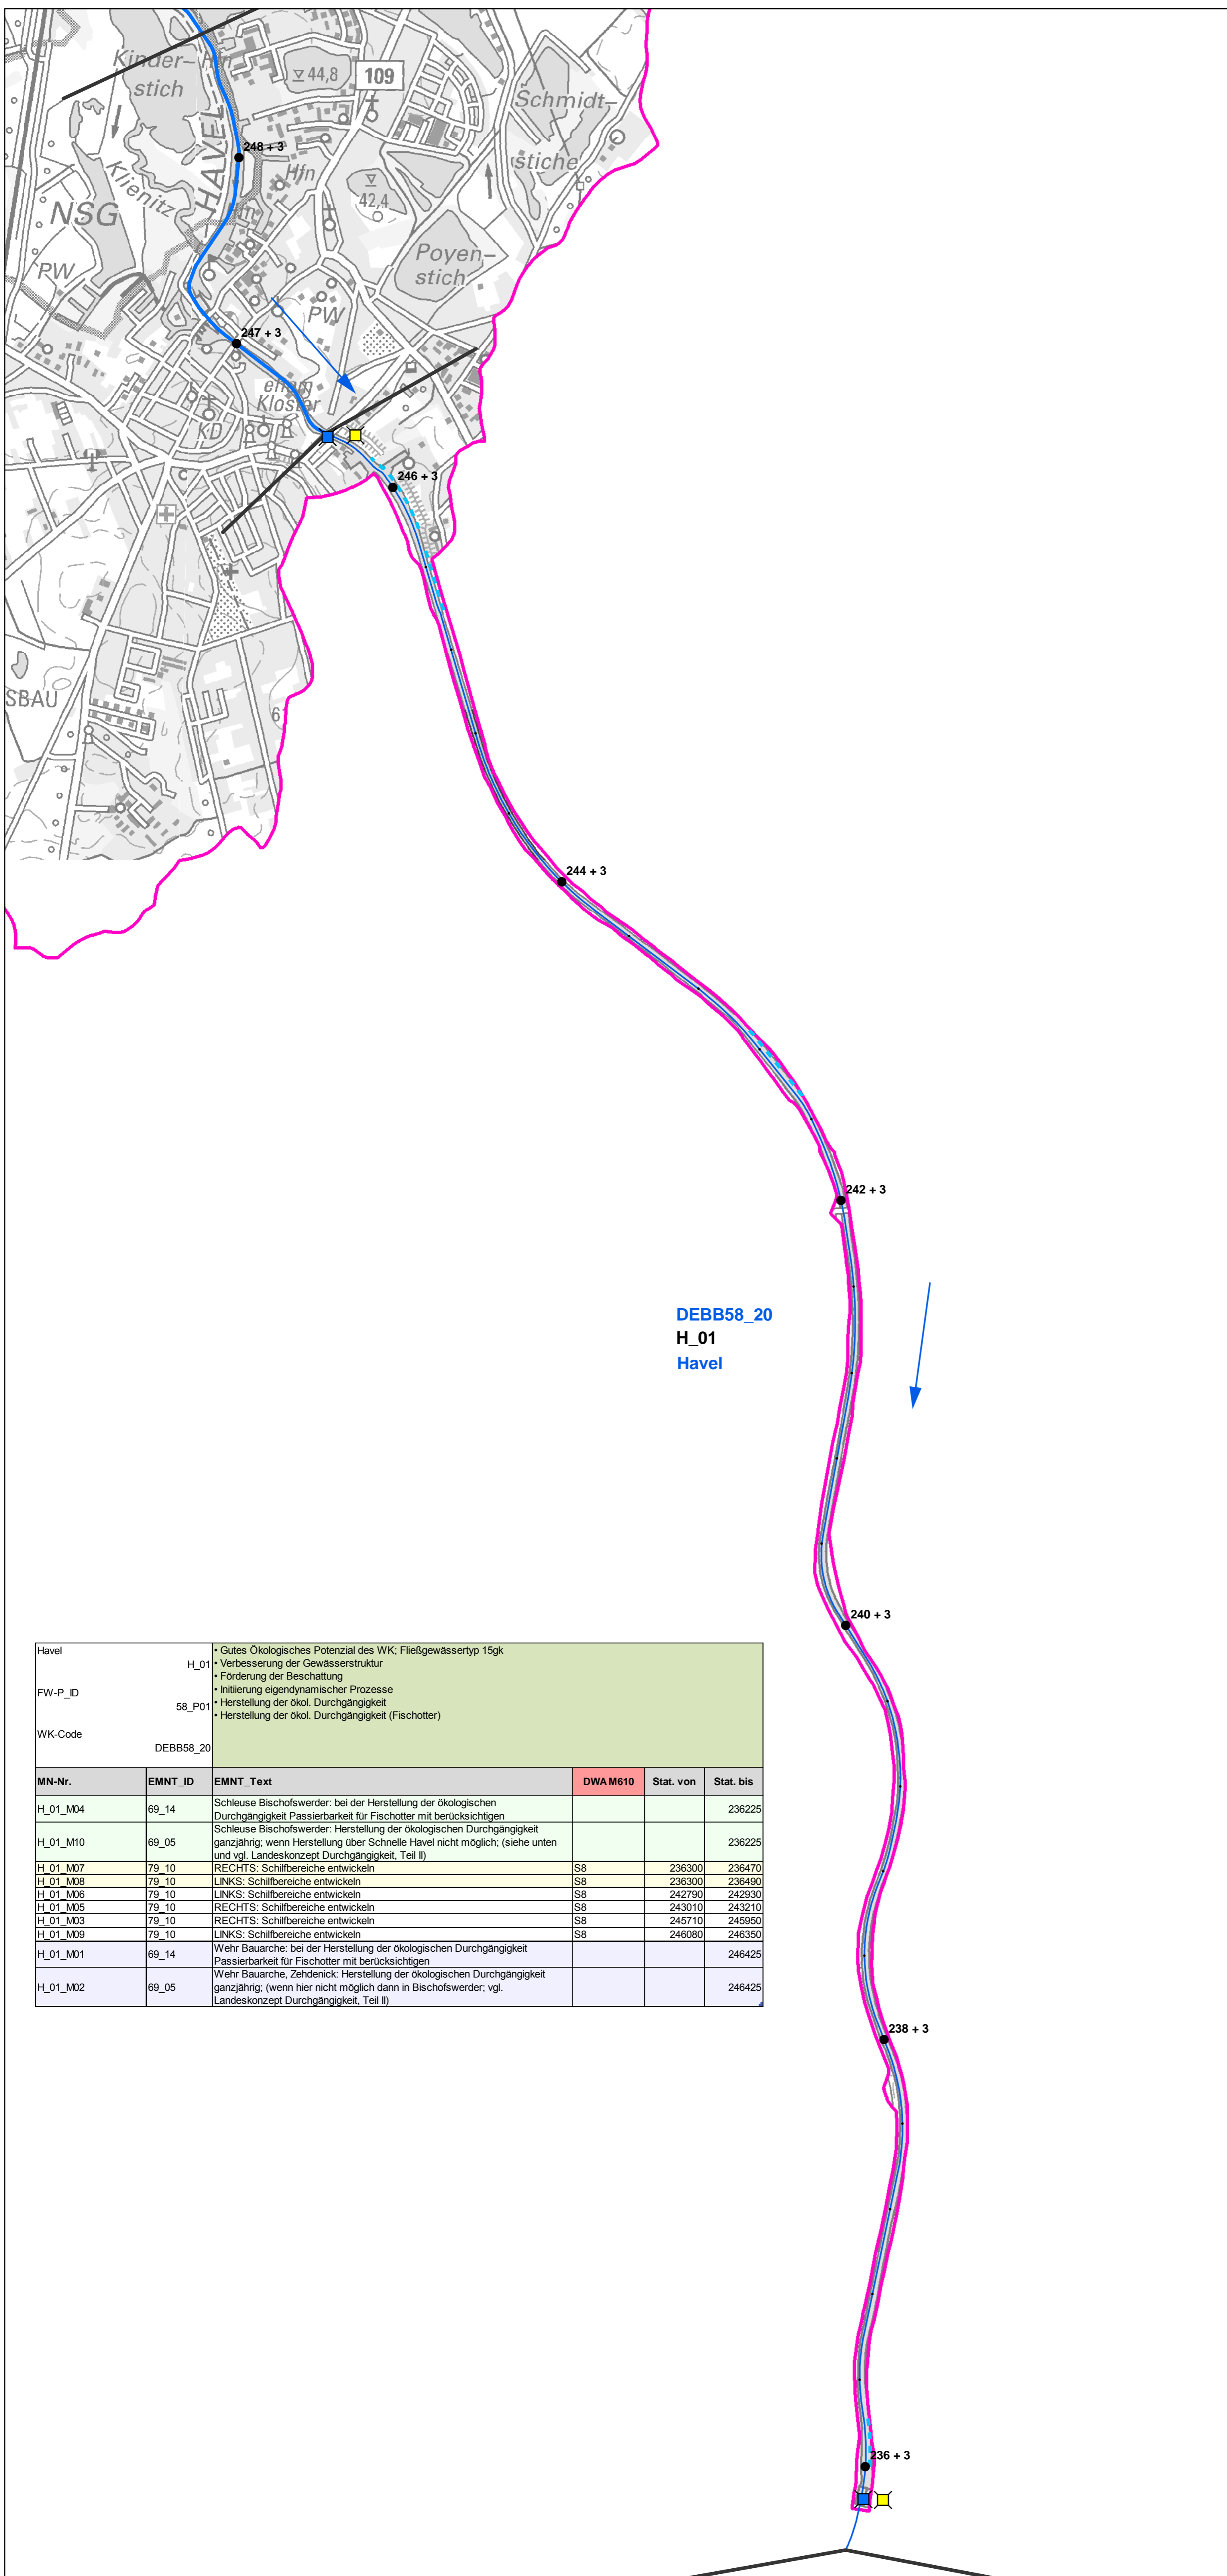 Kinder-
stich
Hfn
44,8
109
Schmidt-
stiche
248 + 3
HAVEL
Klienitz
Hfn
42,4
NSG
Poyen-
stich
PW
PW
247 + 3
ehem
Kloster
KD
246 + 3
SBAU
6
244 + 3
242 + 3
DEBB58_20
H_01
Havel
240 + 3
Havel
H_01
FW-P_ID
58_P01
WK-Code
DEBB58_20
• Gutes Ökologisches Potenzial des WK; Fließgewässertyp 15gk
• Verbesserung der Gewässerstruktur
• Förderung der Beschattung
• Initiierung eigendynamischer Prozesse
• Herstellung der ökol. Durchgängigkeit
• Herstellung der ökol. Durchgängigkeit (Fischotter)
MN-Nr. EMNT_ID EMNT_Text DWA M610 Stat. von Stat. bis
H_01_M04 69_14 Schleuse Bischofswerder: bei der Herstellung der ökologischen
Durchgängigkeit Passierbarkeit für Fischotter mit berücksichtigen 236225
H_01_M10 69_05 Schleuse Bischofswerder: Herstellung der ökologischen Durchgängigkeit
ganzjährig; wenn Herstellung über Schnelle Havel nicht möglich; (siehe unten 236225
und vgl. Landeskonzept Durchgängigkeit, Teil II)
H_01_M07 79_10 RECHTS: Schilfbereiche entwickeln S8 236300 236470
H_01_M08 79_10 LINKS: Schilfbereiche entwickeln S8 236300 236490
H_01_M06 79_10 LINKS: Schilfbereiche entwickeln S8 242790 242930
H_01_M05 79_10 RECHTS: Schilfbereiche entwickeln S8 243010 243210
H_01_M03 79_10 RECHTS: Schilfbereiche entwickeln S8 245710 245950
H_01_M09 79_10 LINKS: Schilfbereiche entwickeln S8 246080 246350
H_01_M01 69_14 Wehr Bauarche: bei der Herstellung der ökologischen Durchgängigkeit
Passierbarkeit für Fischotter mit berücksichtigen 246425
H_01_M02 69_05 Wehr Bauarche, Zehdenick: Herstellung der ökologischen Durchgängigkeit
ganzjährig; (wenn hier nicht möglich dann in Bischofswerder; vgl. 246425
Landeskonzept Durchgängigkeit, Teil II)
238 + 3
236 + 3